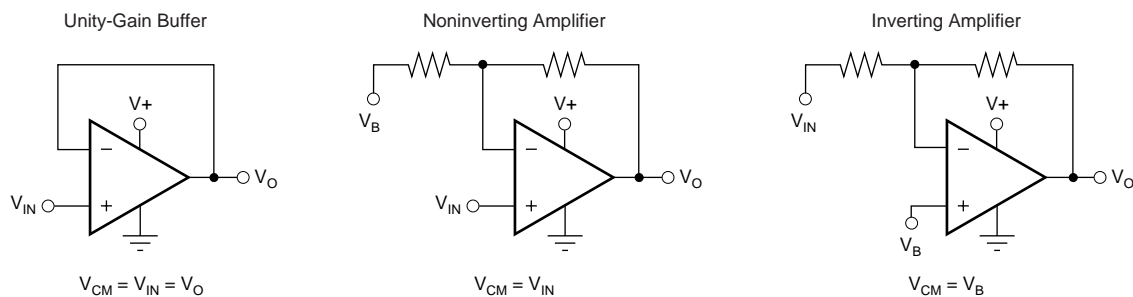 Unity-Gain Buffer
V+
−
V_IN
+
V_O
V_CM = V_IN = V_O
Noninverting Amplifier
V_B
V+
−
V_IN
+
V_O
V_CM = V_IN
Inverting Amplifier
V_IN
V+
−
+
V_B
V_O
V_CM = V_B